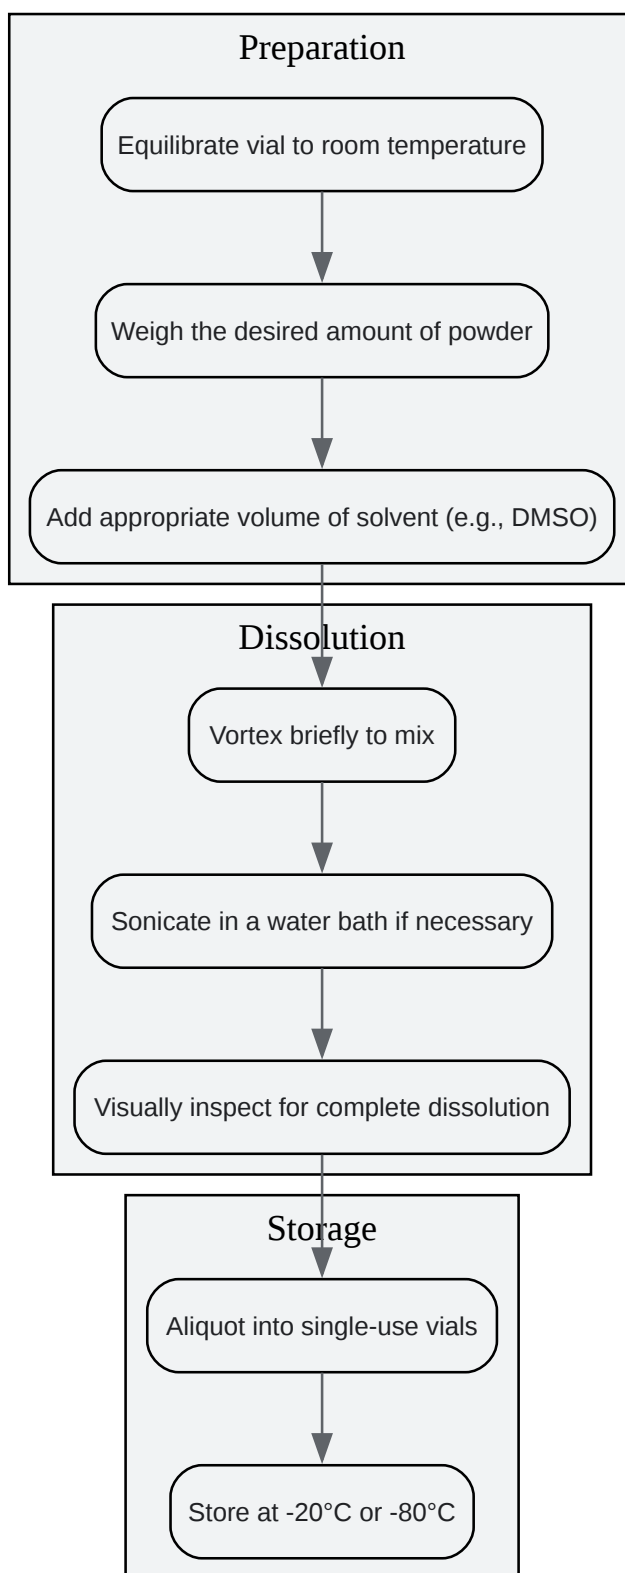 Preparation
Equilibrate vial to room temperature
Weigh the desired amount of powder
Add appropriate volume of solvent (e.g., DMSO)
Dissolution
Vortex briefly to mix
Sonicate in a water bath if necessary
Visually inspect for complete dissolution
Storage
Aliquot into single-use vials
Store at -20°C or -80°C